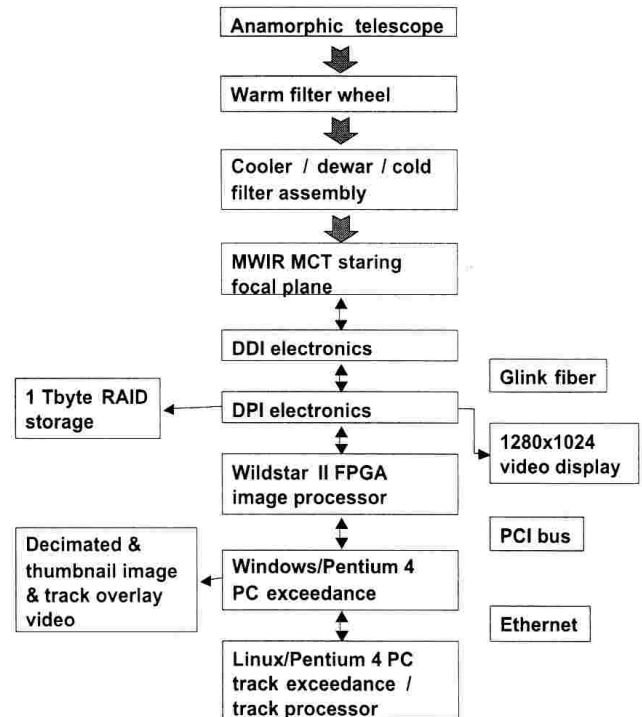 Anamorphic telescope
Warm filter wheel
Cooler / dewar / cold
filter assembly
MWIR MCT staring
focal plane
DDI electronics
Glink fiber
1 Tbyte RAID
storage
DPI electronics
1280x1024
video display
Wildstar II FPGA
image processor
PCI bus
Decimated &
thumbnail image
& track overlay
video
Windows/Pentium 4
PC exceedance
Ethernet
Linux/Pentium 4 PC
track exceedance /
track processor